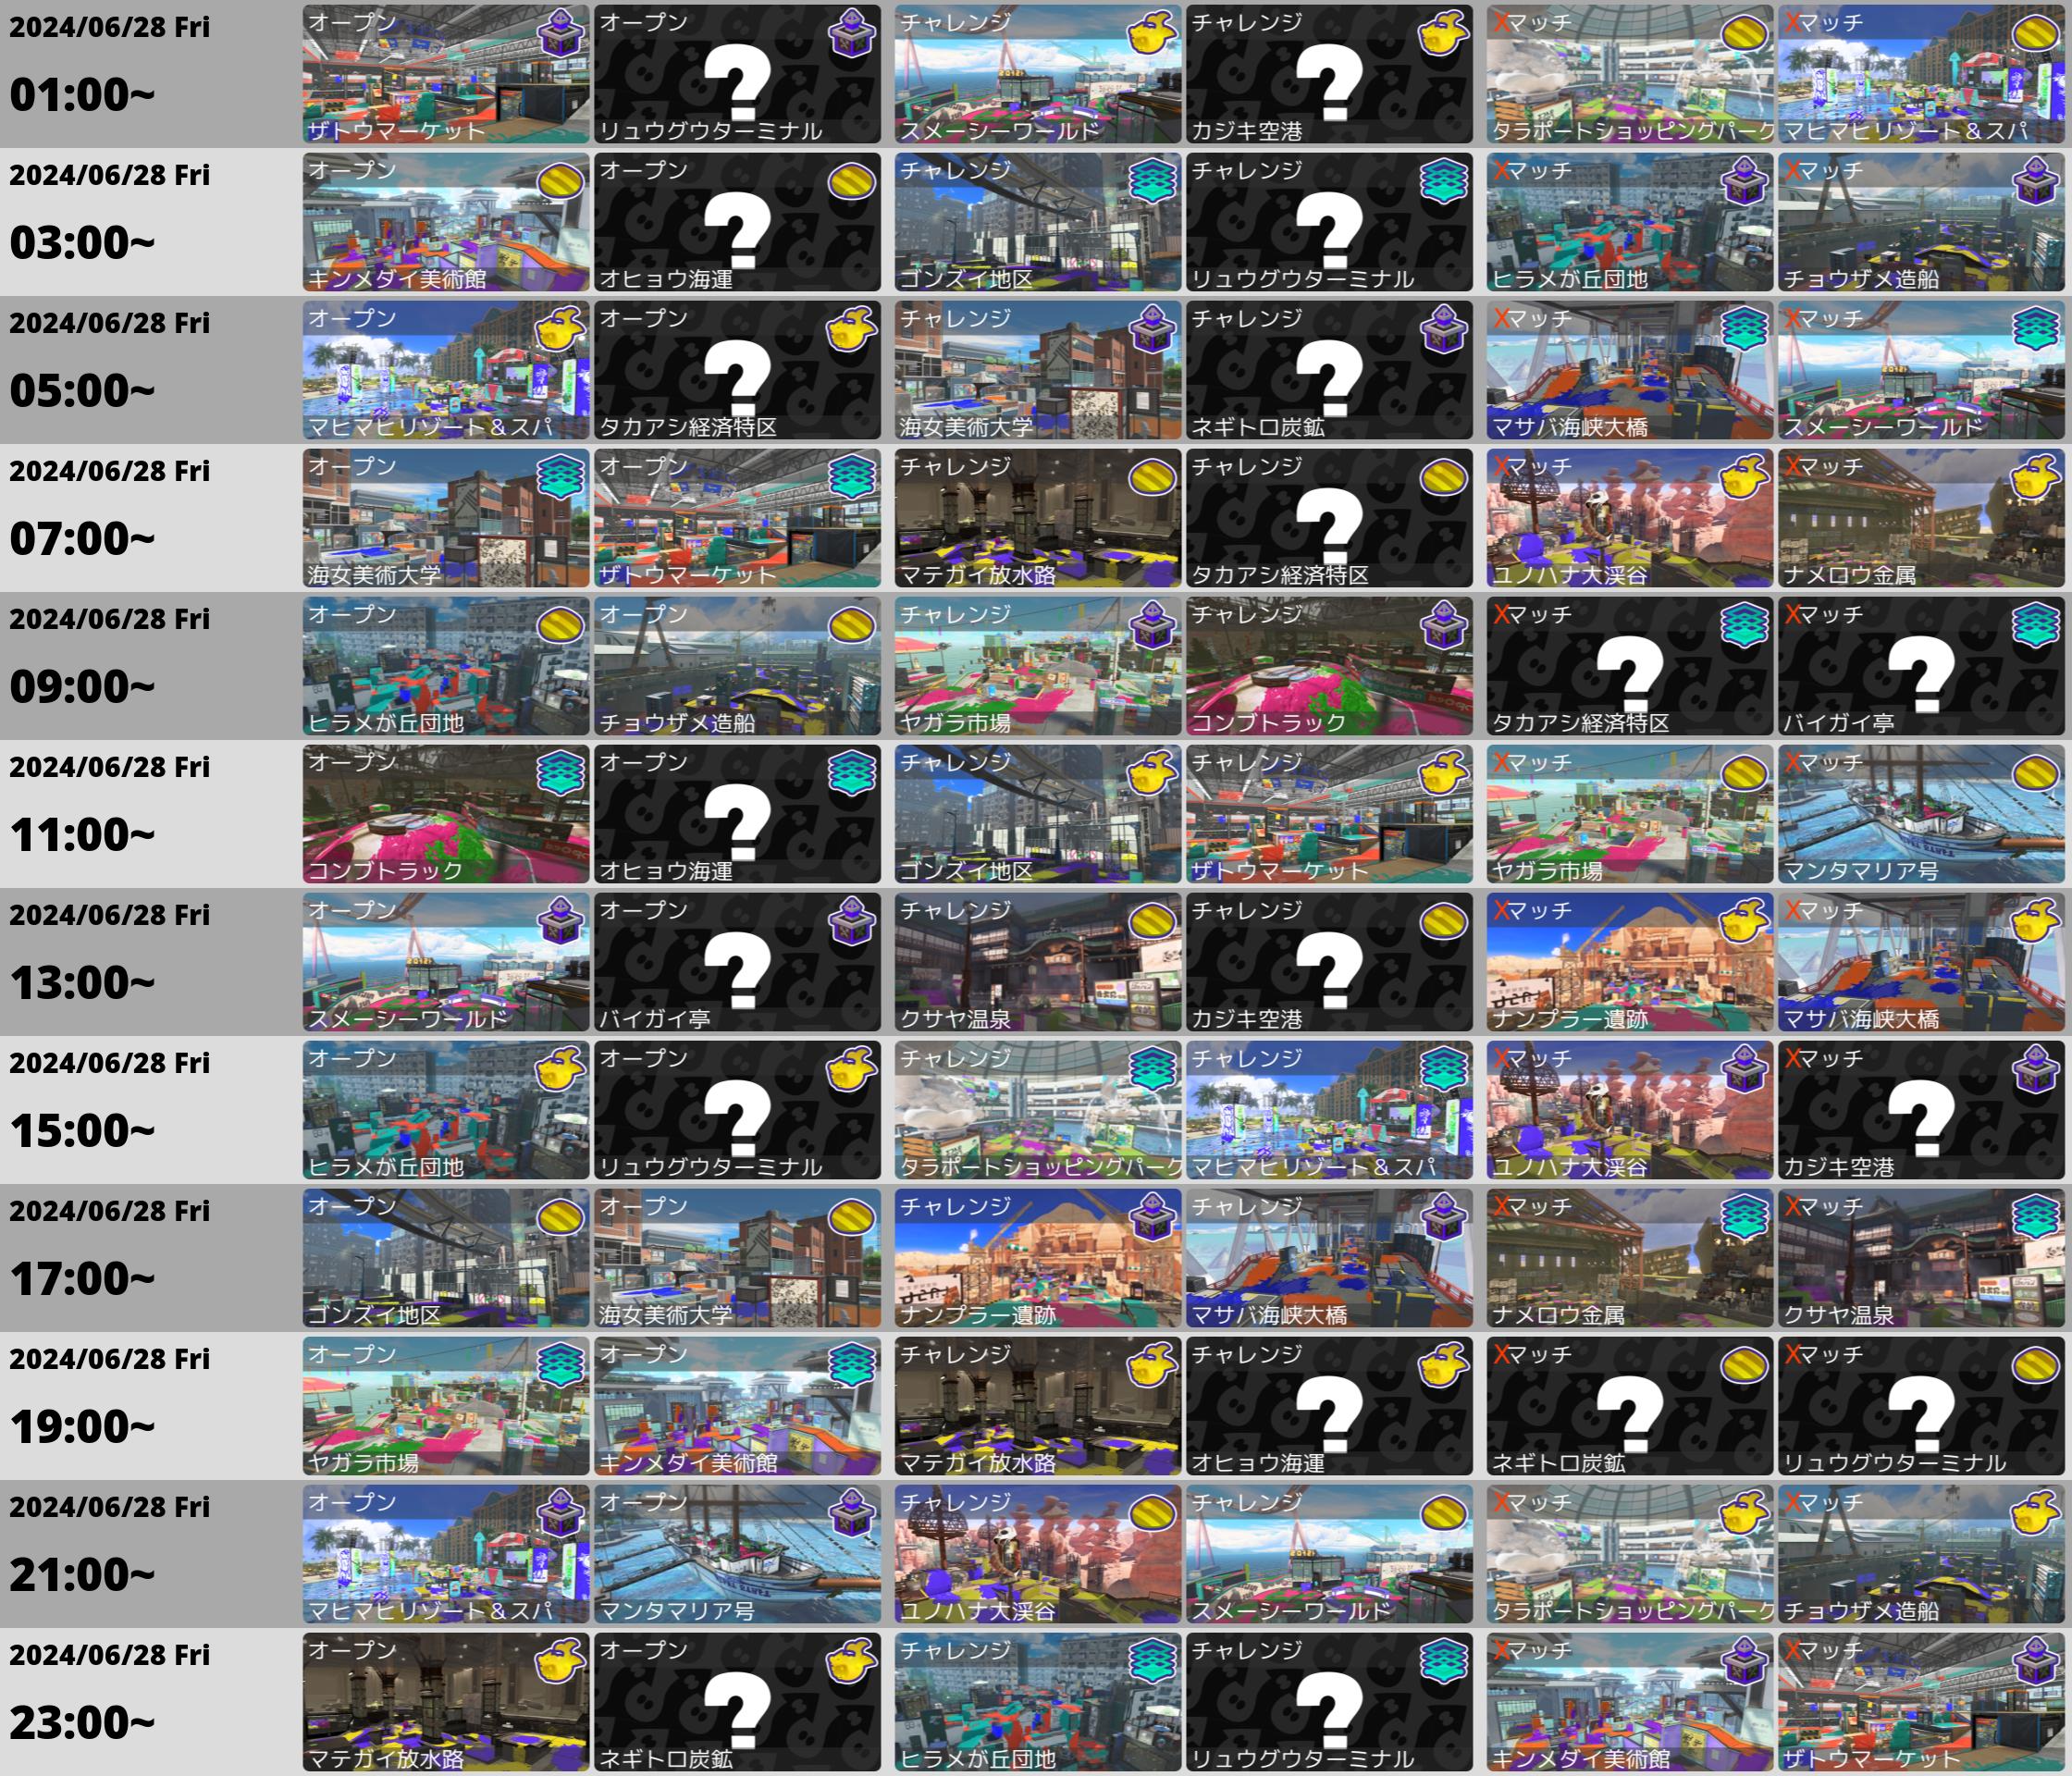 2024/06/28 Fri
01:00~
オープン
ザトウマーケット
オープン
リュウグウターミナル
チャレンジ
スメーシーワールド
チャレンジ
カジキ空港
Xマッチ
タラポートショッピングパーク
Xマッチ
マヒマヒリゾート＆スパ
2024/06/28 Fri
03:00~
オープン
キンメダイ美術館
オープン
オヒョウ海運
チャレンジ
ゴンズイ地区
チャレンジ
リュウグウターミナル
Xマッチ
ヒラメが丘団地
Xマッチ
チョウザメ造船
2024/06/28 Fri
05:00~
オープン
マヒマヒリゾート＆スパ
オープン
タカアシ経済特区
チャレンジ
海女美術大学
チャレンジ
ネギトロ炭鉱
Xマッチ
マサバ海峡大橋
Xマッチ
スメーシーワールド
2024/06/28 Fri
07:00~
オープン
海女美術大学
オープン
ザトウマーケット
チャレンジ
マテガイ放水路
チャレンジ
タカアシ経済特区
Xマッチ
ユノハナ大渓谷
Xマッチ
ナメロウ金属
2024/06/28 Fri
09:00~
オープン
ヒラメが丘団地
オープン
チョウザメ造船
チャレンジ
ヤガラ市場
チャレンジ
コンブトラック
Xマッチ
タカアシ経済特区
Xマッチ
バイガイ亭
2024/06/28 Fri
11:00~
オープン
コンブトラック
オープン
オヒョウ海運
チャレンジ
ゴンズイ地区
チャレンジ
ザトウマーケット
Xマッチ
ヤガラ市場
Xマッチ
マンタマリア号
2024/06/28 Fri
13:00~
オープン
スメーシーワールド
オープン
バイガイ亭
チャレンジ
クサヤ温泉
チャレンジ
カジキ空港
Xマッチ
ナンプラー遺跡
Xマッチ
マサバ海峡大橋
2024/06/28 Fri
15:00~
オープン
ヒラメが丘団地
オープン
リュウグウターミナル
チャレンジ
タラポートショッピングパーク
チャレンジ
マヒマヒリゾート＆スパ
Xマッチ
ユノハナ大渓谷
Xマッチ
カジキ空港
2024/06/28 Fri
17:00~
オープン
ゴンズイ地区
オープン
海女美術大学
チャレンジ
ナンプラー遺跡
チャレンジ
マサバ海峡大橋
Xマッチ
ナメロウ金属
Xマッチ
クサヤ温泉
2024/06/28 Fri
19:00~
オープン
ヤガラ市場
オープン
キンメダイ美術館
チャレンジ
マテガイ放水路
チャレンジ
オヒョウ海運
Xマッチ
ネギトロ炭鉱
Xマッチ
リュウグウターミナル
2024/06/28 Fri
21:00~
オープン
マヒマヒリゾート＆スパ
オープン
マンタマリア号
チャレンジ
ユノハナ大渓谷
チャレンジ
スメーシーワールド
Xマッチ
タラポートショッピングパーク
Xマッチ
チョウザメ造船
2024/06/28 Fri
23:00~
オープン
マテガイ放水路
オープン
ネギトロ炭鉱
チャレンジ
ヒラメが丘団地
チャレンジ
リュウグウターミナル
Xマッチ
キンメダイ美術館
Xマッチ
ザトウマーケット